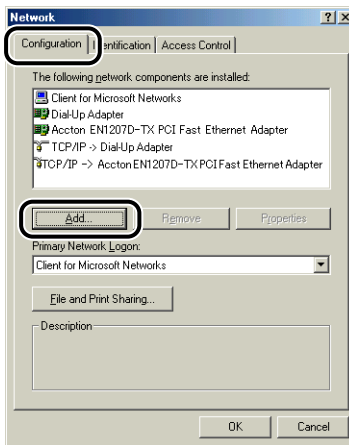 Network
Configuration Identification Access Control
The following network components are installed:
Client for Microsoft Networks
Dial-Up Adapter
Accton EN1207D-TX PCI Fast Ethernet Adapter
TCP/IP -> Dial-Up Adapter
TCP/IP -> Accton EN1207D-TX PCI Fast Ethernet Adapter
Add... Remove Properties
Primary Network Logon:
Client for Microsoft Networks
File and Print Sharing...
Description
OK Cancel